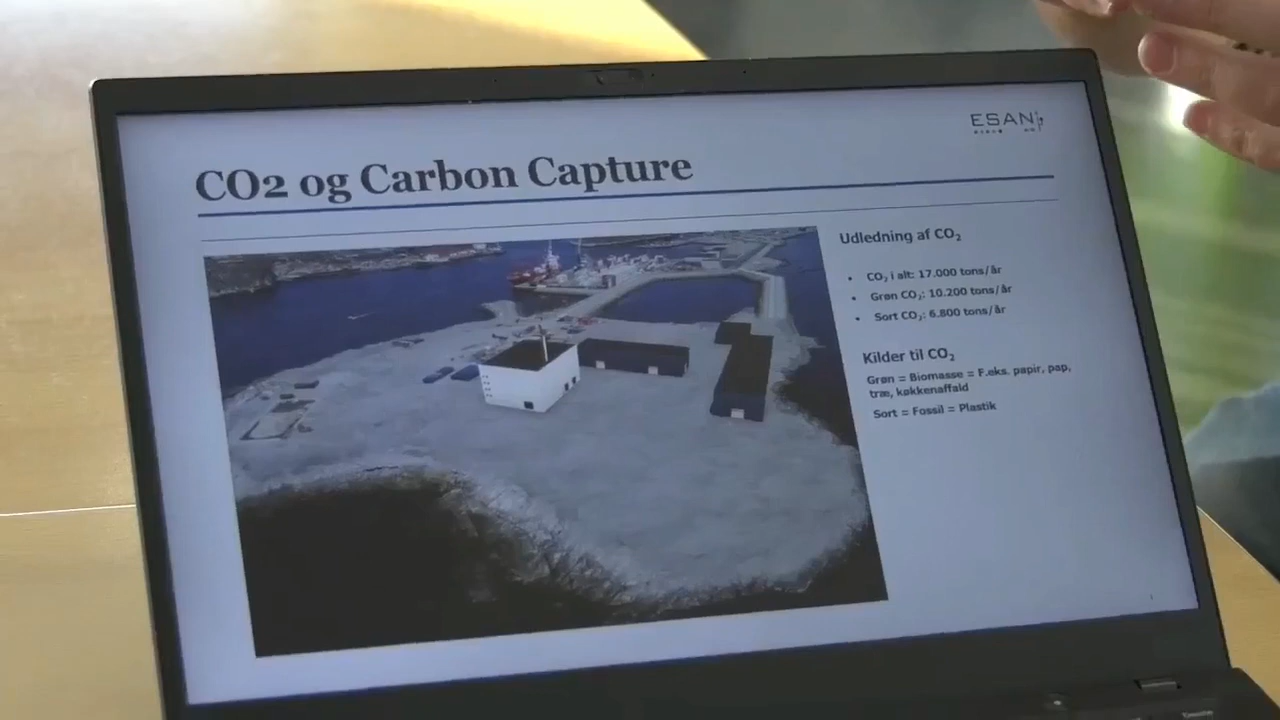 ESANI
CO2 og Carbon Capture
Udledning af CO₂
• CO₂ i alt: 17.000 tons/år
• Grøn CO₂: 10.200 tons/år
• Sort CO₂: 6.800 tons/år
Kilder til CO₂
Grøn = Biomasse = F.eks. papir, pap,
træ, køkkenaffald
Sort = Fossil = Plastik